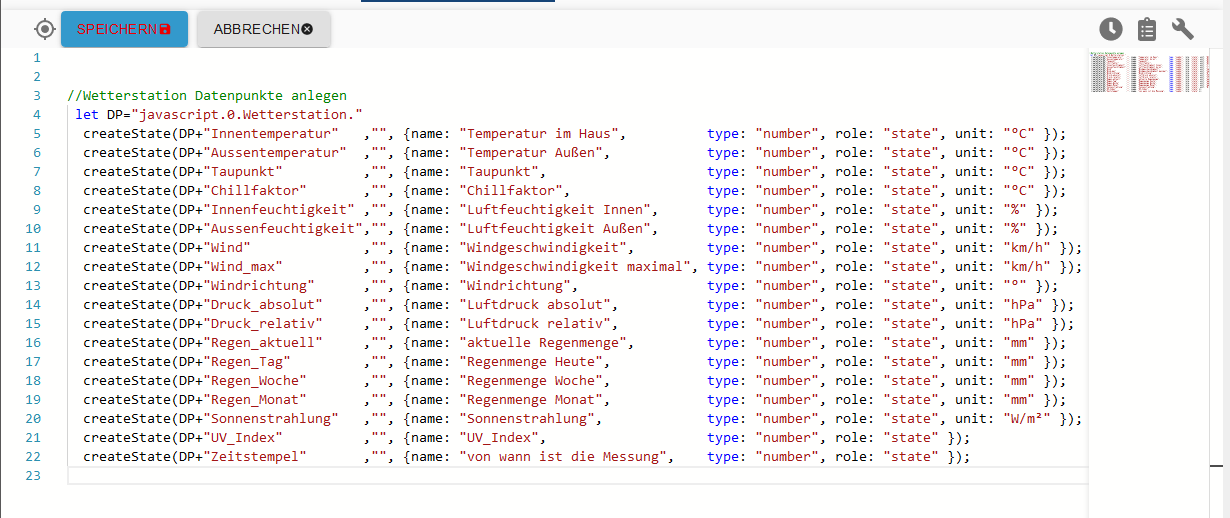 SPEICHERN ABBRECHEN
1
2
3 //Wetterstation Datenpunkte anlegen
4 let DP="javascript.0.Wetterstation."
5 createState(DP+"Innentemperatur" ,"", {name: "Temperatur im Haus", type: "number", role: "state", unit: "°C" });
6 createState(DP+"Aussentemperatur" ,"", {name: "Temperatur Außen", type: "number", role: "state", unit: "°C" });
7 createState(DP+"Taupunkt" ,"", {name: "Taupunkt", type: "number", role: "state", unit: "°C" });
8 createState(DP+"Chillfaktor" ,"", {name: "Chillfaktor", type: "number", role: "state", unit: "°C" });
9 createState(DP+"Innenfeuchtigkeit" ,"", {name: "Luftfeuchtigkeit Innen", type: "number", role: "state", unit: "%" });
10 createState(DP+"Aussenfeuchtigkeit","", {name: "Luftfeuchtigkeit Außen", type: "number", role: "state", unit: "%" });
11 createState(DP+"Wind" ,"", {name: "Windgeschwindigkeit", type: "number", role: "state", unit: "km/h" });
12 createState(DP+"Wind_max" ,"", {name: "Windgeschwindigkeit maximal", type: "number", role: "state", unit: "km/h" });
13 createState(DP+"Windrichtung" ,"", {name: "Windrichtung", type: "number", role: "state", unit: "°" });
14 createState(DP+"Druck_absolut" ,"", {name: "Luftdruck absolut", type: "number", role: "state", unit: "hPa" });
15 createState(DP+"Druck_relativ" ,"", {name: "Luftdruck relativ", type: "number", role: "state", unit: "hPa" });
16 createState(DP+"Regen_aktuell" ,"", {name: "aktuelle Regenmenge", type: "number", role: "state", unit: "mm" });
17 createState(DP+"Regen_Tag" ,"", {name: "Regenmenge Heute", type: "number", role: "state", unit: "mm" });
18 createState(DP+"Regen_Woche" ,"", {name: "Regenmenge Woche", type: "number", role: "state", unit: "mm" });
19 createState(DP+"Regen_Monat" ,"", {name: "Regenmenge Monat", type: "number", role: "state", unit: "mm" });
20 createState(DP+"Sonnenstrahlung" ,"", {name: "Sonnenstrahlung", type: "number", role: "state", unit: "W/m²" });
21 createState(DP+"UV_Index" ,"", {name: "UV_Index", type: "number", role: "state" });
22 createState(DP+"Zeitstempel" ,"", {name: "von wann ist die Messung", type: "number", role: "state" });
23